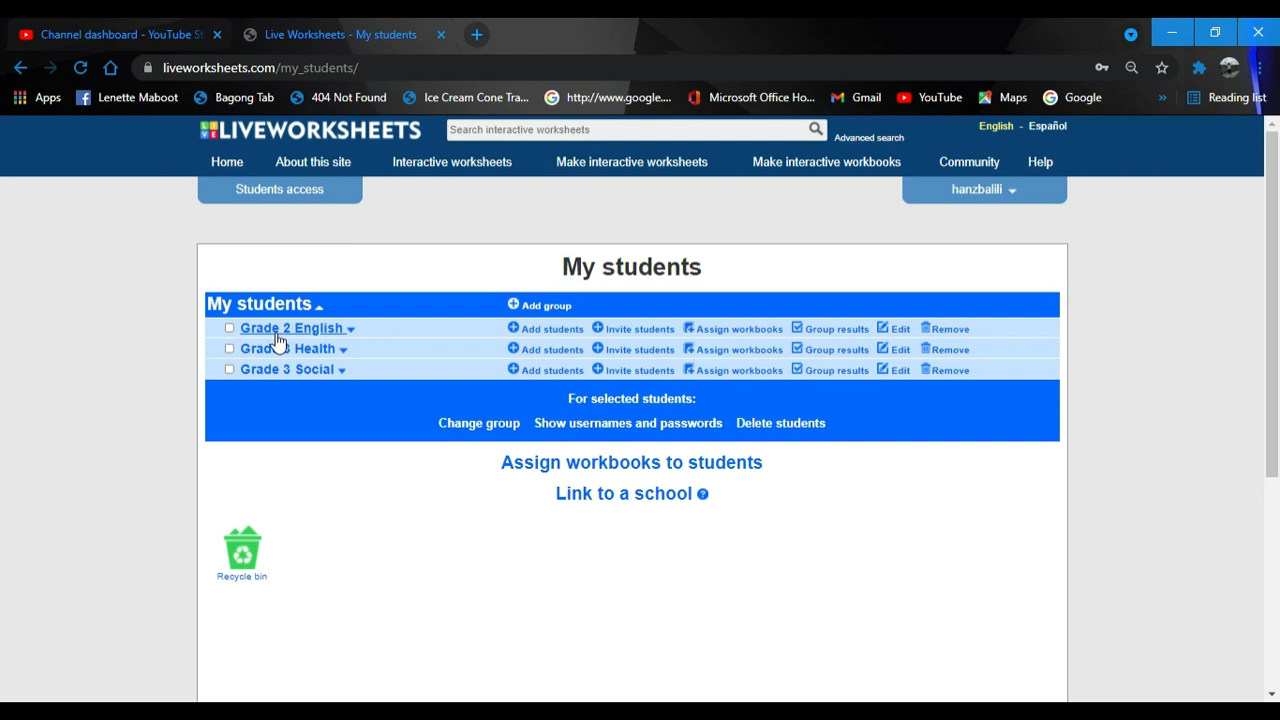 Channel dashboard - YouTube St
Live Worksheets - My students
liveworksheets.com/my_students/
Apps Lenette Maboot Bagong Tab 404 Not Found Ice Cream Cone Tra... http://www.google.... Microsoft Office Ho... Gmail YouTube Maps Google » Reading list
LIVEWORKSHEETS
Search interactive worksheets
Advanced search
English - Español
Home About this site Interactive worksheets Make interactive worksheets Make interactive workbooks Community Help
Students access
hanzbalili
My students
My students Add group
Grade 2 English Add students Invite students Assign workbooks Group results Edit Remove
Health Add students Invite students Assign workbooks Group results Edit Remove
Grade 3 Social Add students Invite students Assign workbooks Group results Edit Remove
For selected students:
Change group Show usernames and passwords Delete students
Assign workbooks to students
Link to a school
Recycle bin